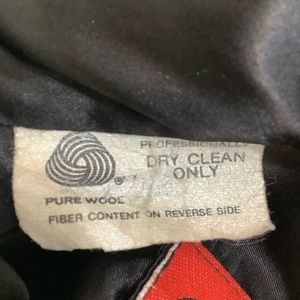 PROFESSIONALLY
DRY CLEAN
ONLY
®
PURE WOOL
FIBER CONTENT ON REVERSE SIDE